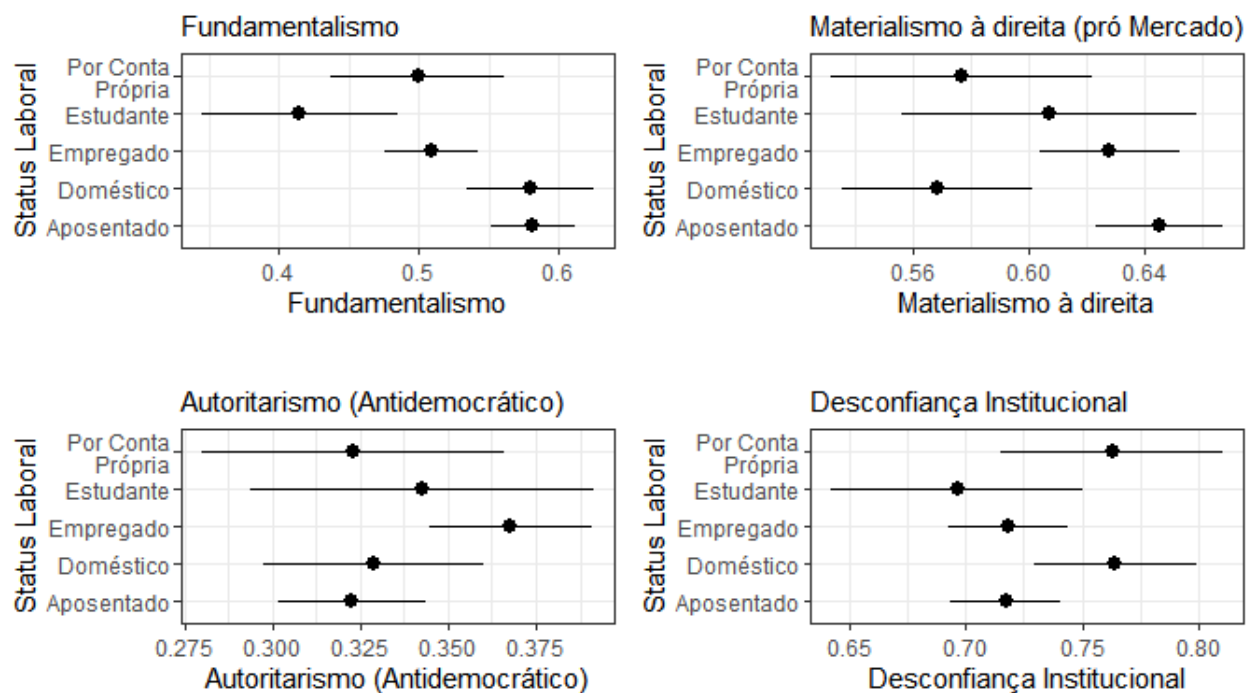 Fundamentalismo
Status Laboral
Por Conta
Própria
Estudante
Empregado
Doméstico
Aposentado
0.4 0.5 0.6
Fundamentalismo
Materialismo à direita (pró Mercado)
Status Laboral
Por Conta
Própria
Estudante
Empregado
Doméstico
Aposentado
0.56 0.60 0.64
Materialismo à direita
Autoritarismo (Antidemocrático)
Status Laboral
Por Conta
Própria
Estudante
Empregado
Doméstico
Aposentado
0.275 0.300 0.325 0.350 0.375
Autoritarismo (Antidemocrático)
Desconfiança Institucional
Status Laboral
Por Conta
Própria
Estudante
Empregado
Doméstico
Aposentado
0.65 0.70 0.75 0.80
Desconfiança Institucional